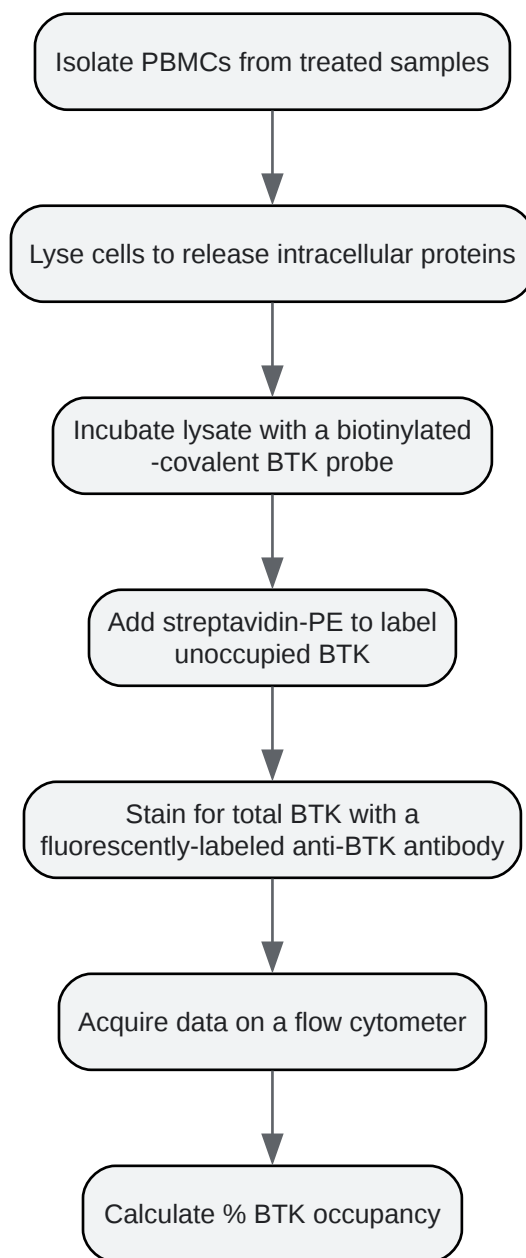 Isolate PBMCs from treated samples
Lyse cells to release intracellular proteins
Incubate lysate with a biotinylated
-covalent BTK probe
Add streptavidin-PE to label
unoccupied BTK
Stain for total BTK with a
fluorescently-labeled anti-BTK antibody
Acquire data on a flow cytometer
Calculate % BTK occupancy